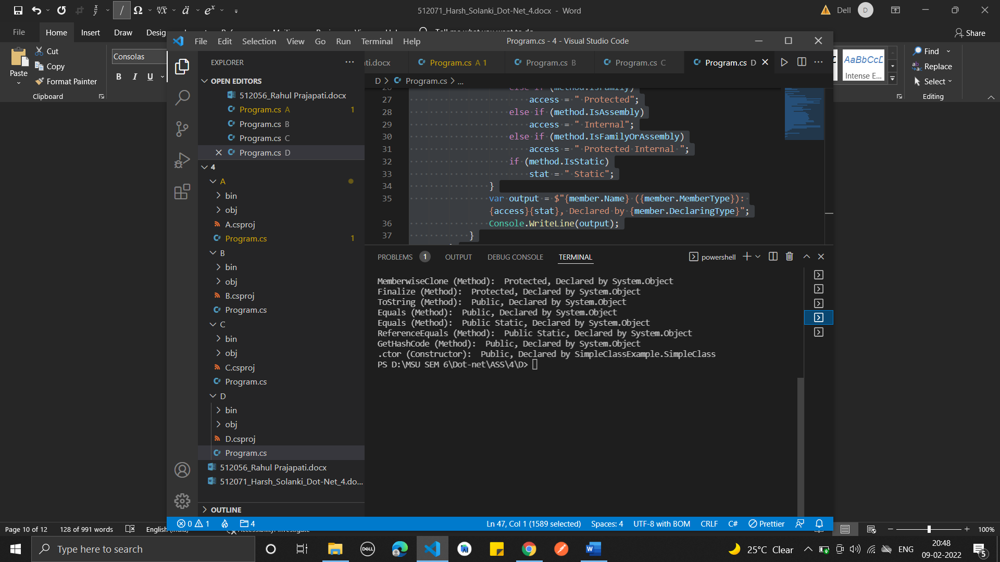 512071_Harsh_Solanki_Dot-Net_4.docx - Word
Dell
D
File Home Insert Draw Desig
Share
Cut
Copy
Format Painter
Paste
Clipboard
Consolas
B I U
AaBbCcD
Intense E...
Find
Replace
Select
Editing
File Edit Selection View Go Run Terminal Help
Program.cs - 4 - Visual Studio Code
EXPLORER
OPEN EDITORS
512056_Rahul Prajapati.docx
Program.cs A 1
Program.cs B
Program.cs C
Program.cs D
4
A
bin
obj
A.csproj
Program.cs 1
B
bin
obj
B.csproj
Program.cs
C
bin
obj
C.csproj
Program.cs
D
bin
obj
D.csproj
Program.cs
512056_Rahul Prajapati.docx
512071_Harsh_Solanki_Dot-Net_4.do...
OUTLINE
ati.docx Program.cs A 1 Program.cs B Program.cs C Program.cs D
D > Program.cs > ...
26 else if (method.IsFamily)
27 access = " Protected";
28 else if (method.IsAssembly)
29 access = " Internal";
30 else if (method.IsFamilyOrAssembly)
31 access = " Protected Internal ";
32 if (method.IsStatic)
33 stat = " Static";
34 }
35 var output = $"{member.Name} ({member.MemberType}):
{access}{stat}, Declared by {member.DeclaringType}";
36 Console.WriteLine(output);
37 }
PROBLEMS 1 OUTPUT DEBUG CONSOLE TERMINAL
powershell
MemberwiseClone (Method):  Protected, Declared by System.Object
Finalize (Method):  Protected, Declared by System.Object
ToString (Method):  Public, Declared by System.Object
Equals (Method):  Public, Declared by System.Object
Equals (Method):  Public Static, Declared by System.Object
ReferenceEquals (Method):  Public Static, Declared by System.Object
GetHashCode (Method):  Public, Declared by System.Object
.ctor (Constructor):  Public, Declared by SimpleClassExample.SimpleClass
PS D:\MSU SEM 6\Dot-net\ASS\4\D>
0 1 4
Ln 47, Col 1 (1589 selected) Spaces: 4 UTF-8 with BOM CRLF C# Prettier
Page 10 of 12 128 of 991 words
100%
Type here to search
25°C Clear
ENG
20:48
09-02-2022
5